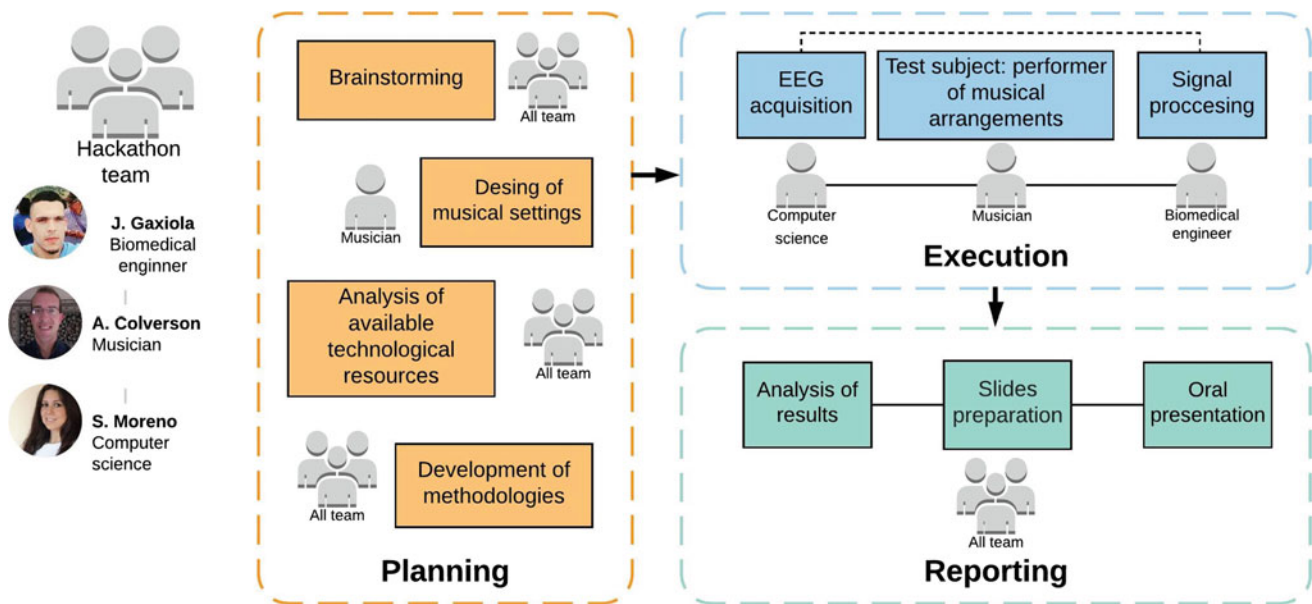 Hackathon
team
J. Gaxiola
Biomedical
enginner
A. Colverson
Musician
S. Moreno
Computer
science
Brainstorming
All team
Musician
Desing of
musical settings
Analysis of
available
technological
resources
All team
All team
Development of
methodologies
Planning
EEG
acquisition
Test subject: performer
of musical
arrangements
Signal
proccesing
Computer
science
Musician
Biomedical
engineer
Execution
Analysis of
results
Slides
preparation
Oral
presentation
All team
Reporting